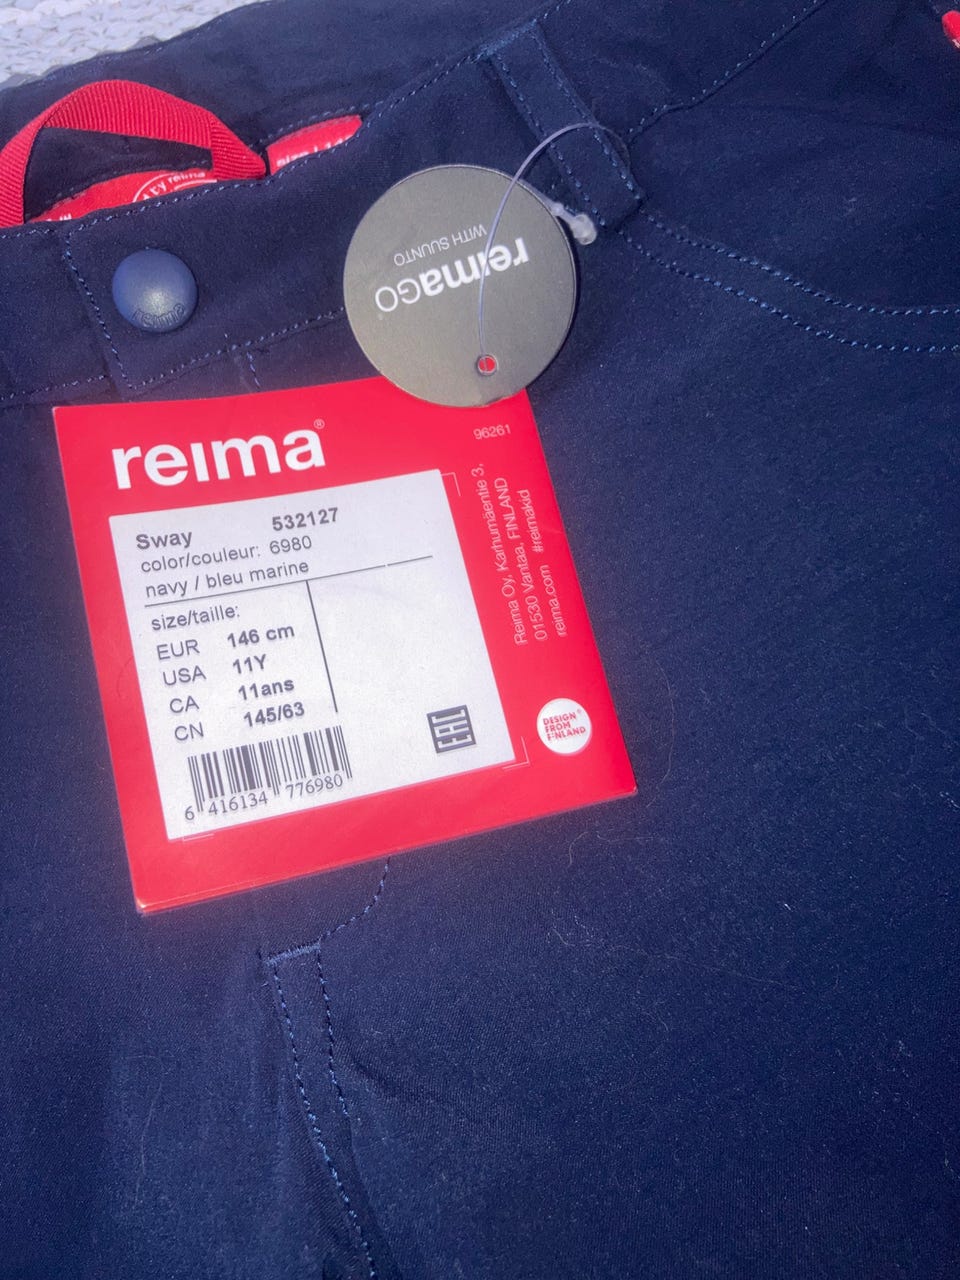 reimaGO
WITH SUUNTO
reima®
96261
Sway 532127
color/couleur: 6980
navy / bleu marine
size/taille:
EUR 146 cm
USA 11Y
CA 11ans
CN 145/63
6 416134 776980
EAC
Reima Oy, Karhumäentie 3,
01530 Vantaa, FINLAND
reima.com #reimakid
DESIGN
FROM
FINLAND